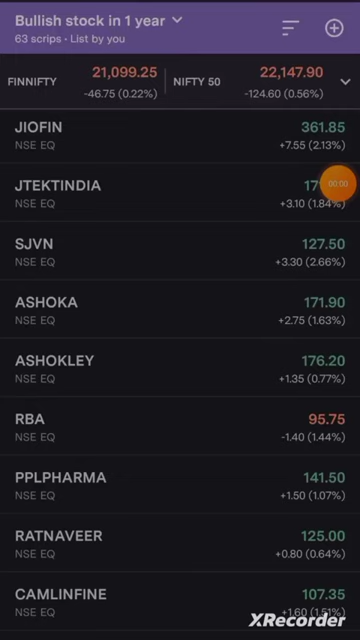 Bullish stock in 1 year
63 scrips · List by you
FINNIFTY 21,099.25 NIFTY 50 22,147.90
-46.75 (0.22%) -124.60 (0.56%)
JIOFIN 361.85
NSE EQ +7.55 (2.13%)
JTEKTINDIA
NSE EQ +3.10 (1.84%)
00:00
SJVN 127.50
NSE EQ +3.30 (2.66%)
ASHOKA 171.90
NSE EQ +2.75 (1.63%)
ASHOKLEY 176.20
NSE EQ +1.35 (0.77%)
RBA 95.75
NSE EQ -1.40 (1.44%)
PPLPHARMA 141.50
NSE EQ +1.50 (1.07%)
RATNAVEER 125.00
NSE EQ +0.80 (0.64%)
CAMLINFINE 107.35
NSE EQ +1.60 (1.51%)
XRecorder